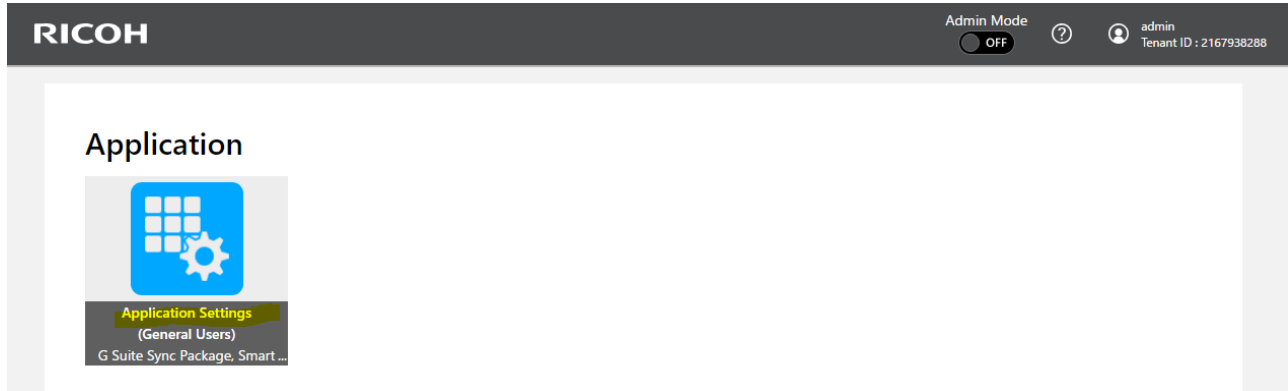 RICOH
Admin Mode
OFF
admin
Tenant ID : 2167938288
Application
Application Settings
(General Users)
G Suite Sync Package, Smart ...